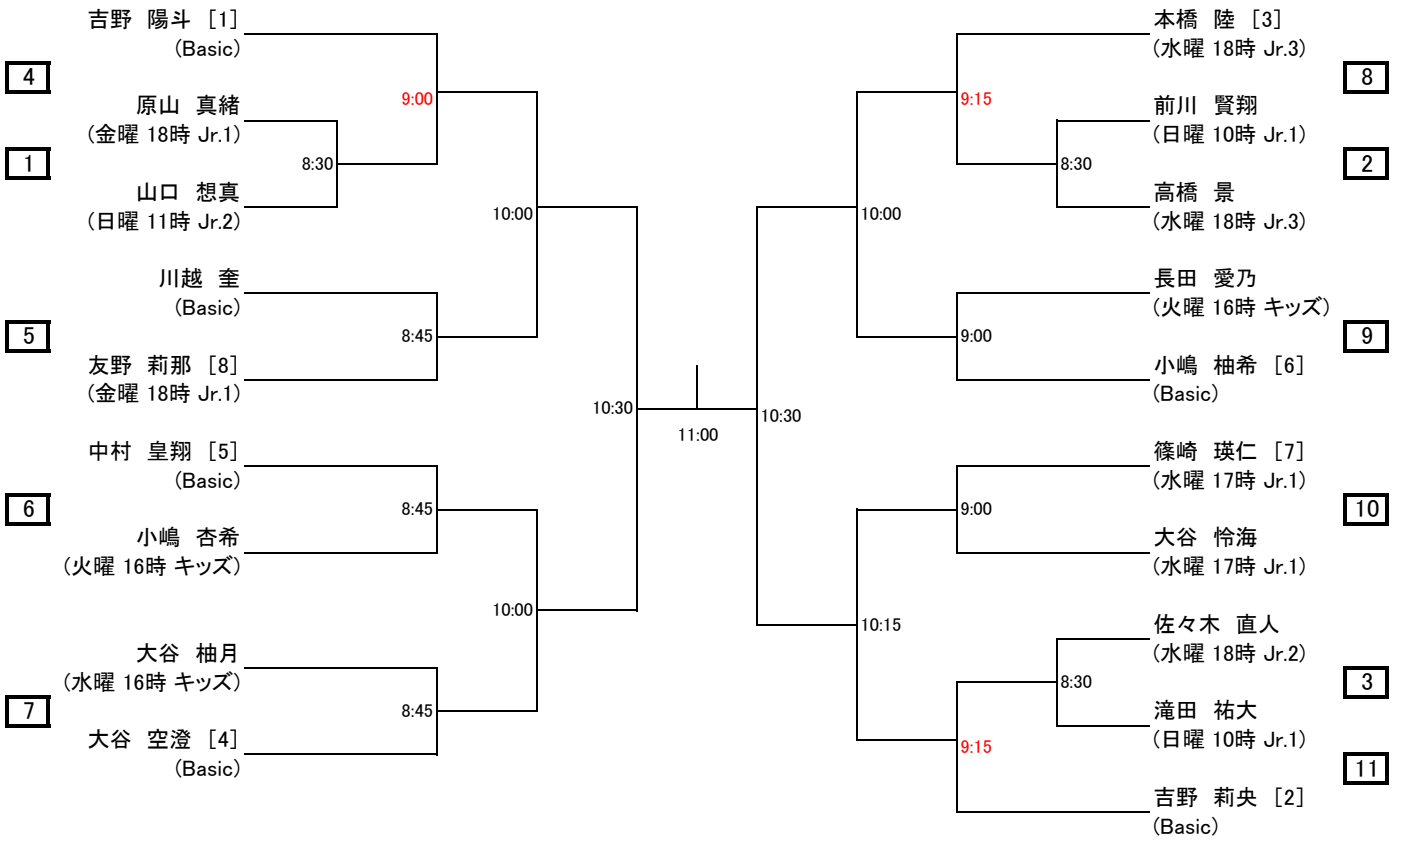 吉野 陽斗 [1]
(Basic)
4
9:00
原山 真緒
(金曜 18時 Jr.1)
1
8:30
山口 想真
(日曜 11時 Jr.2)
10:00
川越 奎
(Basic)
5
8:45
友野 莉那 [8]
(金曜 18時 Jr.1)
10:30
中村 皇翔 [5]
(Basic)
6
8:45
小嶋 杏希
(火曜 16時 キッズ)
10:00
大谷 柚月
(水曜 16時 キッズ)
7
8:45
大谷 空澄 [4]
(Basic)
11:00
本橋 陸 [3]
(水曜 18時 Jr.3)
8
9:15
前川 賢翔
(日曜 10時 Jr.1)
2
8:30
高橋 景
(水曜 18時 Jr.3)
10:00
長田 愛乃
(火曜 16時 キッズ)
9
9:00
小嶋 柚希 [6]
(Basic)
10:30
篠崎 瑛仁 [7]
(水曜 17時 Jr.1)
10
9:00
大谷 怜海
(水曜 17時 Jr.1)
10:15
佐々木 直人
(水曜 18時 Jr.2)
3
8:30
滝田 祐大
(日曜 10時 Jr.1)
9:15
11
吉野 莉央 [2]
(Basic)